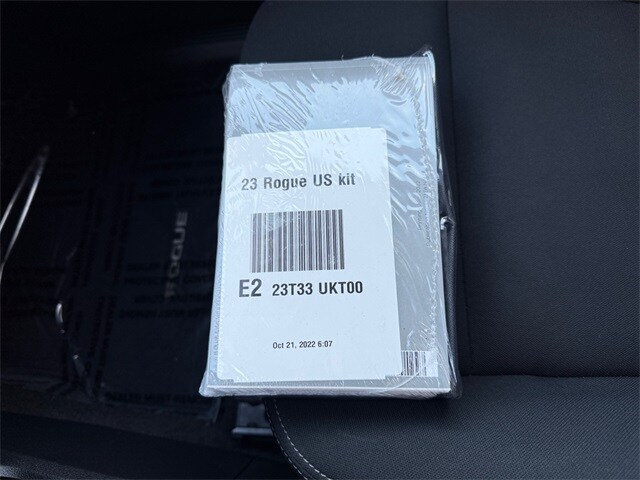 23 Rogue US kit
E2 23T33 UKT00
Oct 21, 2022 6:07
ROGUE